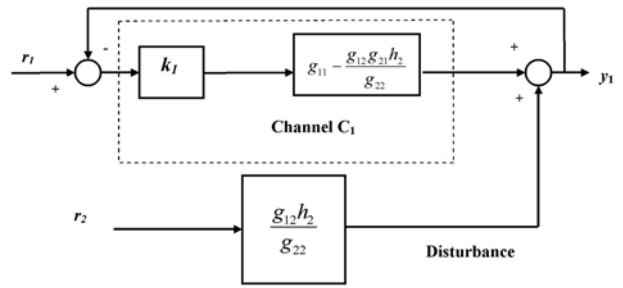 r1
-
+
k1
g11 − g12g21h2 / g22
+
+
y1
Channel C1
r2
g12h2 / g22
Disturbance